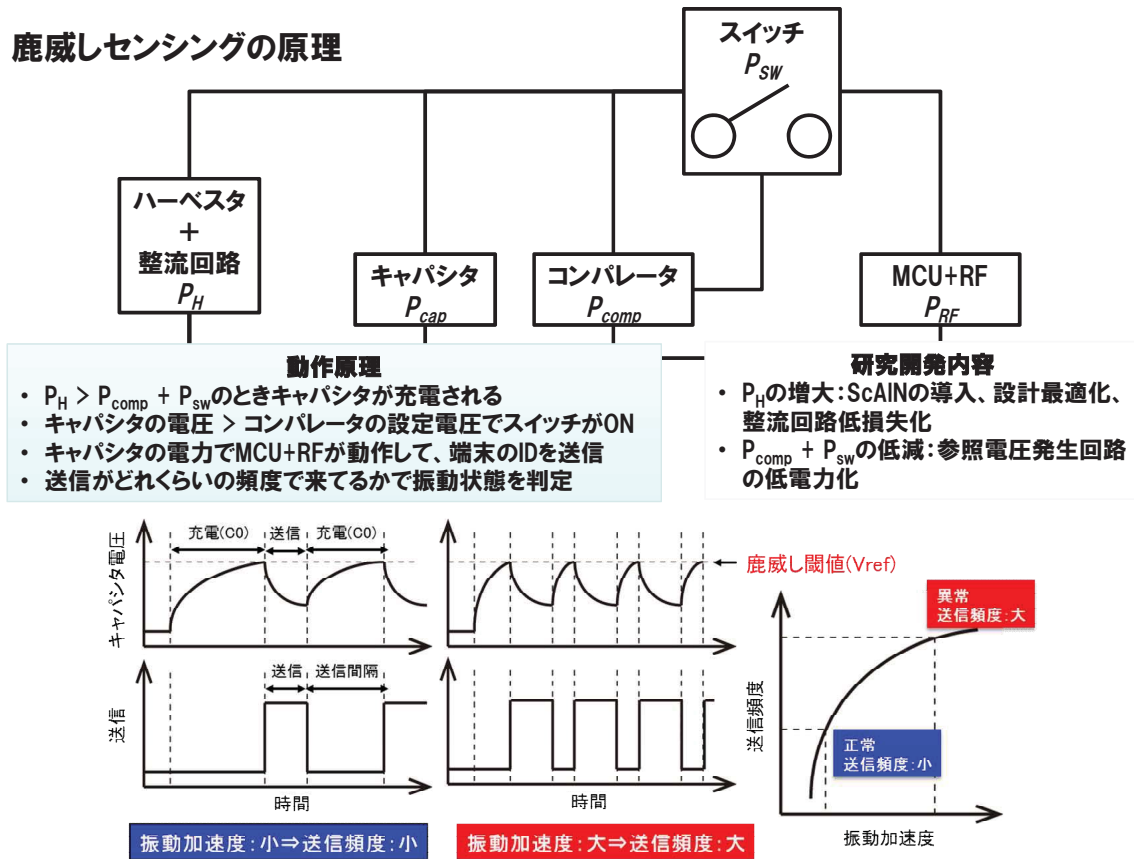 鹿威しセンシングの原理
スイッチ
P_SW
ハーベスタ
+
整流回路
P_H
キャパシタ
P_cap
コンパレータ
P_comp
MCU+RF
P_RF
動作原理
・ P_H > P_comp + P_swのときキャパシタが充電される
・ キャパシタの電圧 > コンパレータの設定電圧でスイッチがON
・ キャパシタの電力でMCU+RFが動作して、端末のIDを送信
・ 送信がどれくらいの頻度で来てるかで振動状態を判定
研究開発内容
・ P_Hの増大:ScAlNの導入、設計最適化、
整流回路低損失化
・ P_comp + P_swの低減:参照電圧発生回路
の低電力化
キャパシタ電圧
充電(C0)
送信
充電(C0)
鹿威し閾値(Vref)
送信
送信
送信間隔
時間
時間
送信頻度
異常
送信頻度:大
正常
送信頻度:小
振動加速度
振動加速度:小⇒送信頻度:小
振動加速度:大⇒送信頻度:大